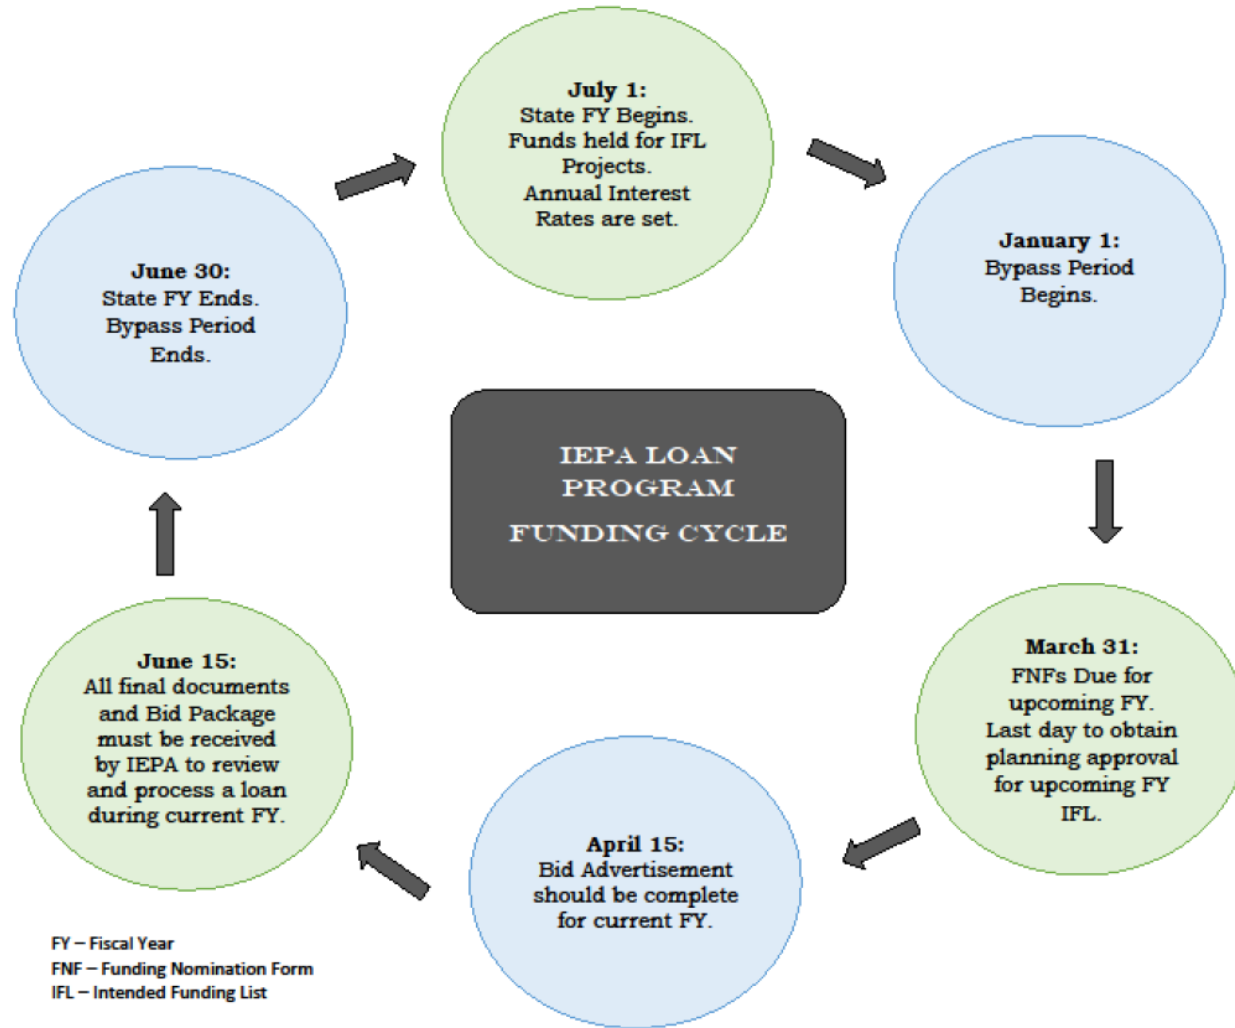 July 1:
State FY Begins.
Funds held for IFL
Projects.
Annual Interest
Rates are set.
January 1:
Bypass Period
Begins.
March 31:
FNFs Due for
upcoming FY.
Last day to obtain
planning approval
for upcoming FY
IFL.
April 15:
Bid Advertisement
should be complete
for current FY.
June 15:
All final documents
and Bid Package
must be received
by IEPA to review
and process a loan
during current FY.
June 30:
State FY Ends.
Bypass Period
Ends.
IEPA LOAN
PROGRAM
FUNDING CYCLE
FY – Fiscal Year
FNF – Funding Nomination Form
IFL – Intended Funding List